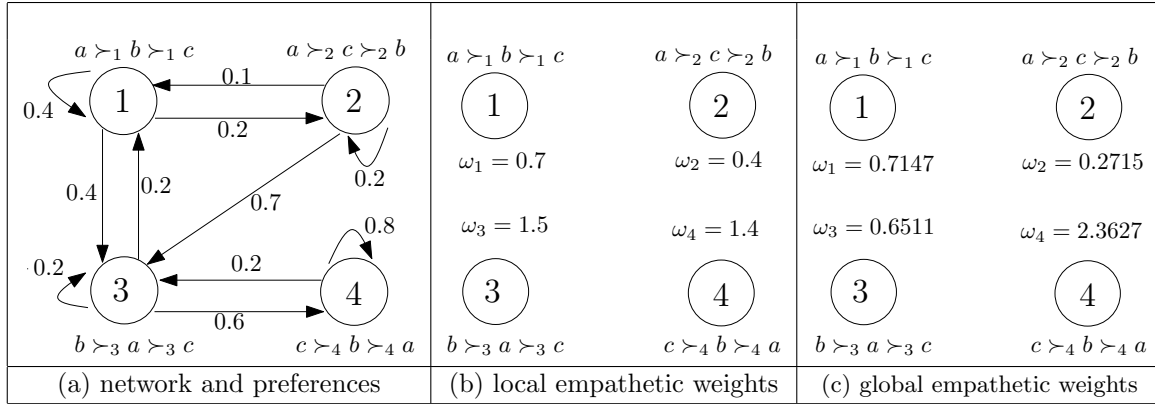 a ≻₁ b ≻₁ c
a ≻₂ c ≻₂ b
0.1
0.4
1
2
0.2
0.2
0.4
0.2
0.7
0.8
0.2
0.2
3
4
0.6
b ≻₃ a ≻₃ c
c ≻₄ b ≻₄ a
(a) network and preferences
a ≻₁ b ≻₁ c
a ≻₂ c ≻₂ b
1
2
ω₁ = 0.7
ω₂ = 0.4
ω₃ = 1.5
ω₄ = 1.4
3
4
b ≻₃ a ≻₃ c
c ≻₄ b ≻₄ a
(b) local empathetic weights
a ≻₁ b ≻₁ c
a ≻₂ c ≻₂ b
1
2
ω₁ = 0.7147
ω₂ = 0.2715
ω₃ = 0.6511
ω₄ = 2.3627
3
4
b ≻₃ a ≻₃ c
c ≻₄ b ≻₄ a
(c) global empathetic weights